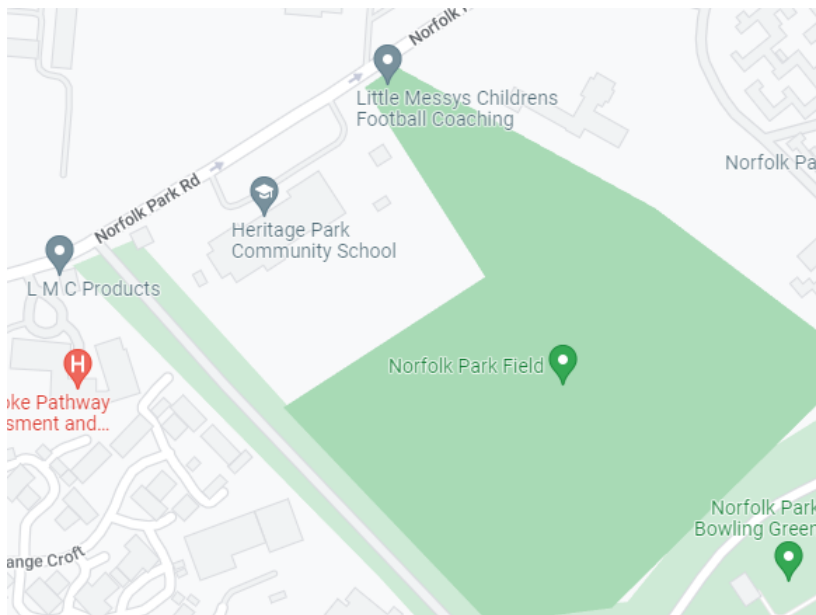 Norfolk
Little Messys Childrens
Football Coaching
Norfolk Pa
Norfolk Park Rd
Heritage Park
Community School
L M C Products
H
Norfolk Park Field
oke Pathway
sment and...
Norfolk Park
Bowling Green
ange Croft